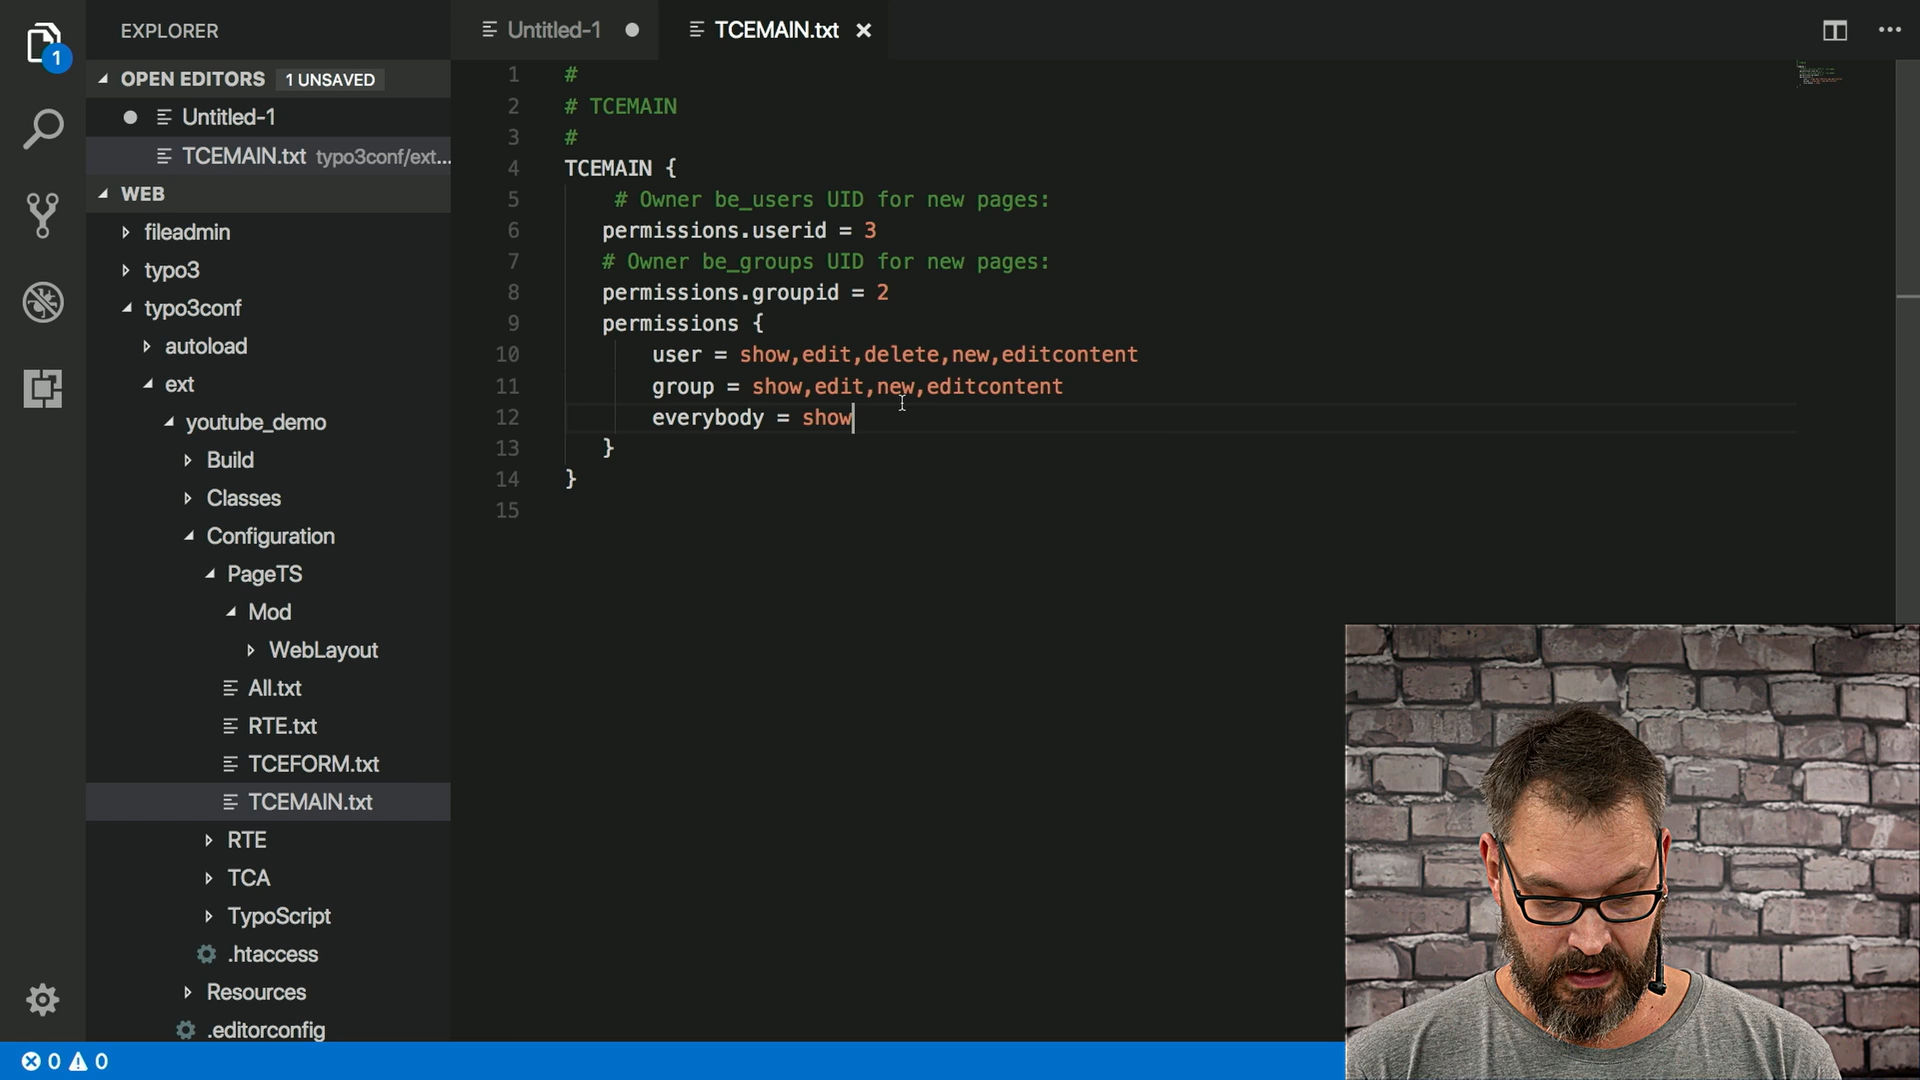 EXPLORER
OPEN EDITORS 1 UNSAVED
Untitled-1
TCEMAIN.txt typo3conf/ext...
WEB
fileadmin
typo3
typo3conf
autoload
ext
youtube_demo
Build
Classes
Configuration
PageTS
Mod
WebLayout
All.txt
RTE.txt
TCEFORM.txt
TCEMAIN.txt
RTE
TCA
TypoScript
.htaccess
Resources
.editorconfig
1
0 0
Untitled-1 TCEMAIN.txt
1 #
2 # TCEMAIN
3 #
4 TCEMAIN {
5 # Owner be_users UID for new pages:
6 permissions.userid = 3
7 # Owner be_groups UID for new pages:
8 permissions.groupid = 2
9 permissions {
10 user = show,edit,delete,new,editcontent
11 group = show,edit,new,editcontent
12 everybody = show
13 }
14 }
15